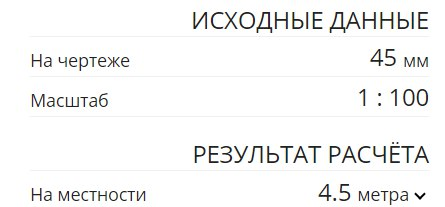 ИСХОДНЫЕ ДАННЫЕ
На чертеже 45 мм
Масштаб 1 : 100
РЕЗУЛЬТАТ РАСЧЁТА
На местности 4.5 метра